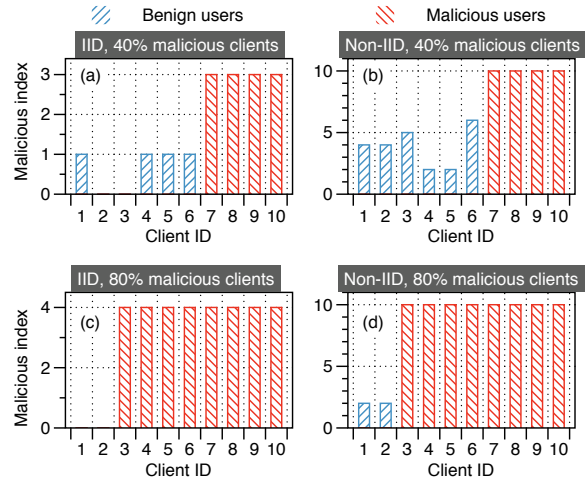 Benign users Malicious users
IID, 40% malicious clients
(a)
Malicious index
3
2
1
0
1 2 3 4 5 6 7 8 9 10
Client ID
Non-IID, 40% malicious clients
(b)
10
5
0
1 2 3 4 5 6 7 8 9 10
Client ID
IID, 80% malicious clients
(c)
Malicious index
4
2
0
1 2 3 4 5 6 7 8 9 10
Client ID
Non-IID, 80% malicious clients
(d)
10
5
0
1 2 3 4 5 6 7 8 9 10
Client ID